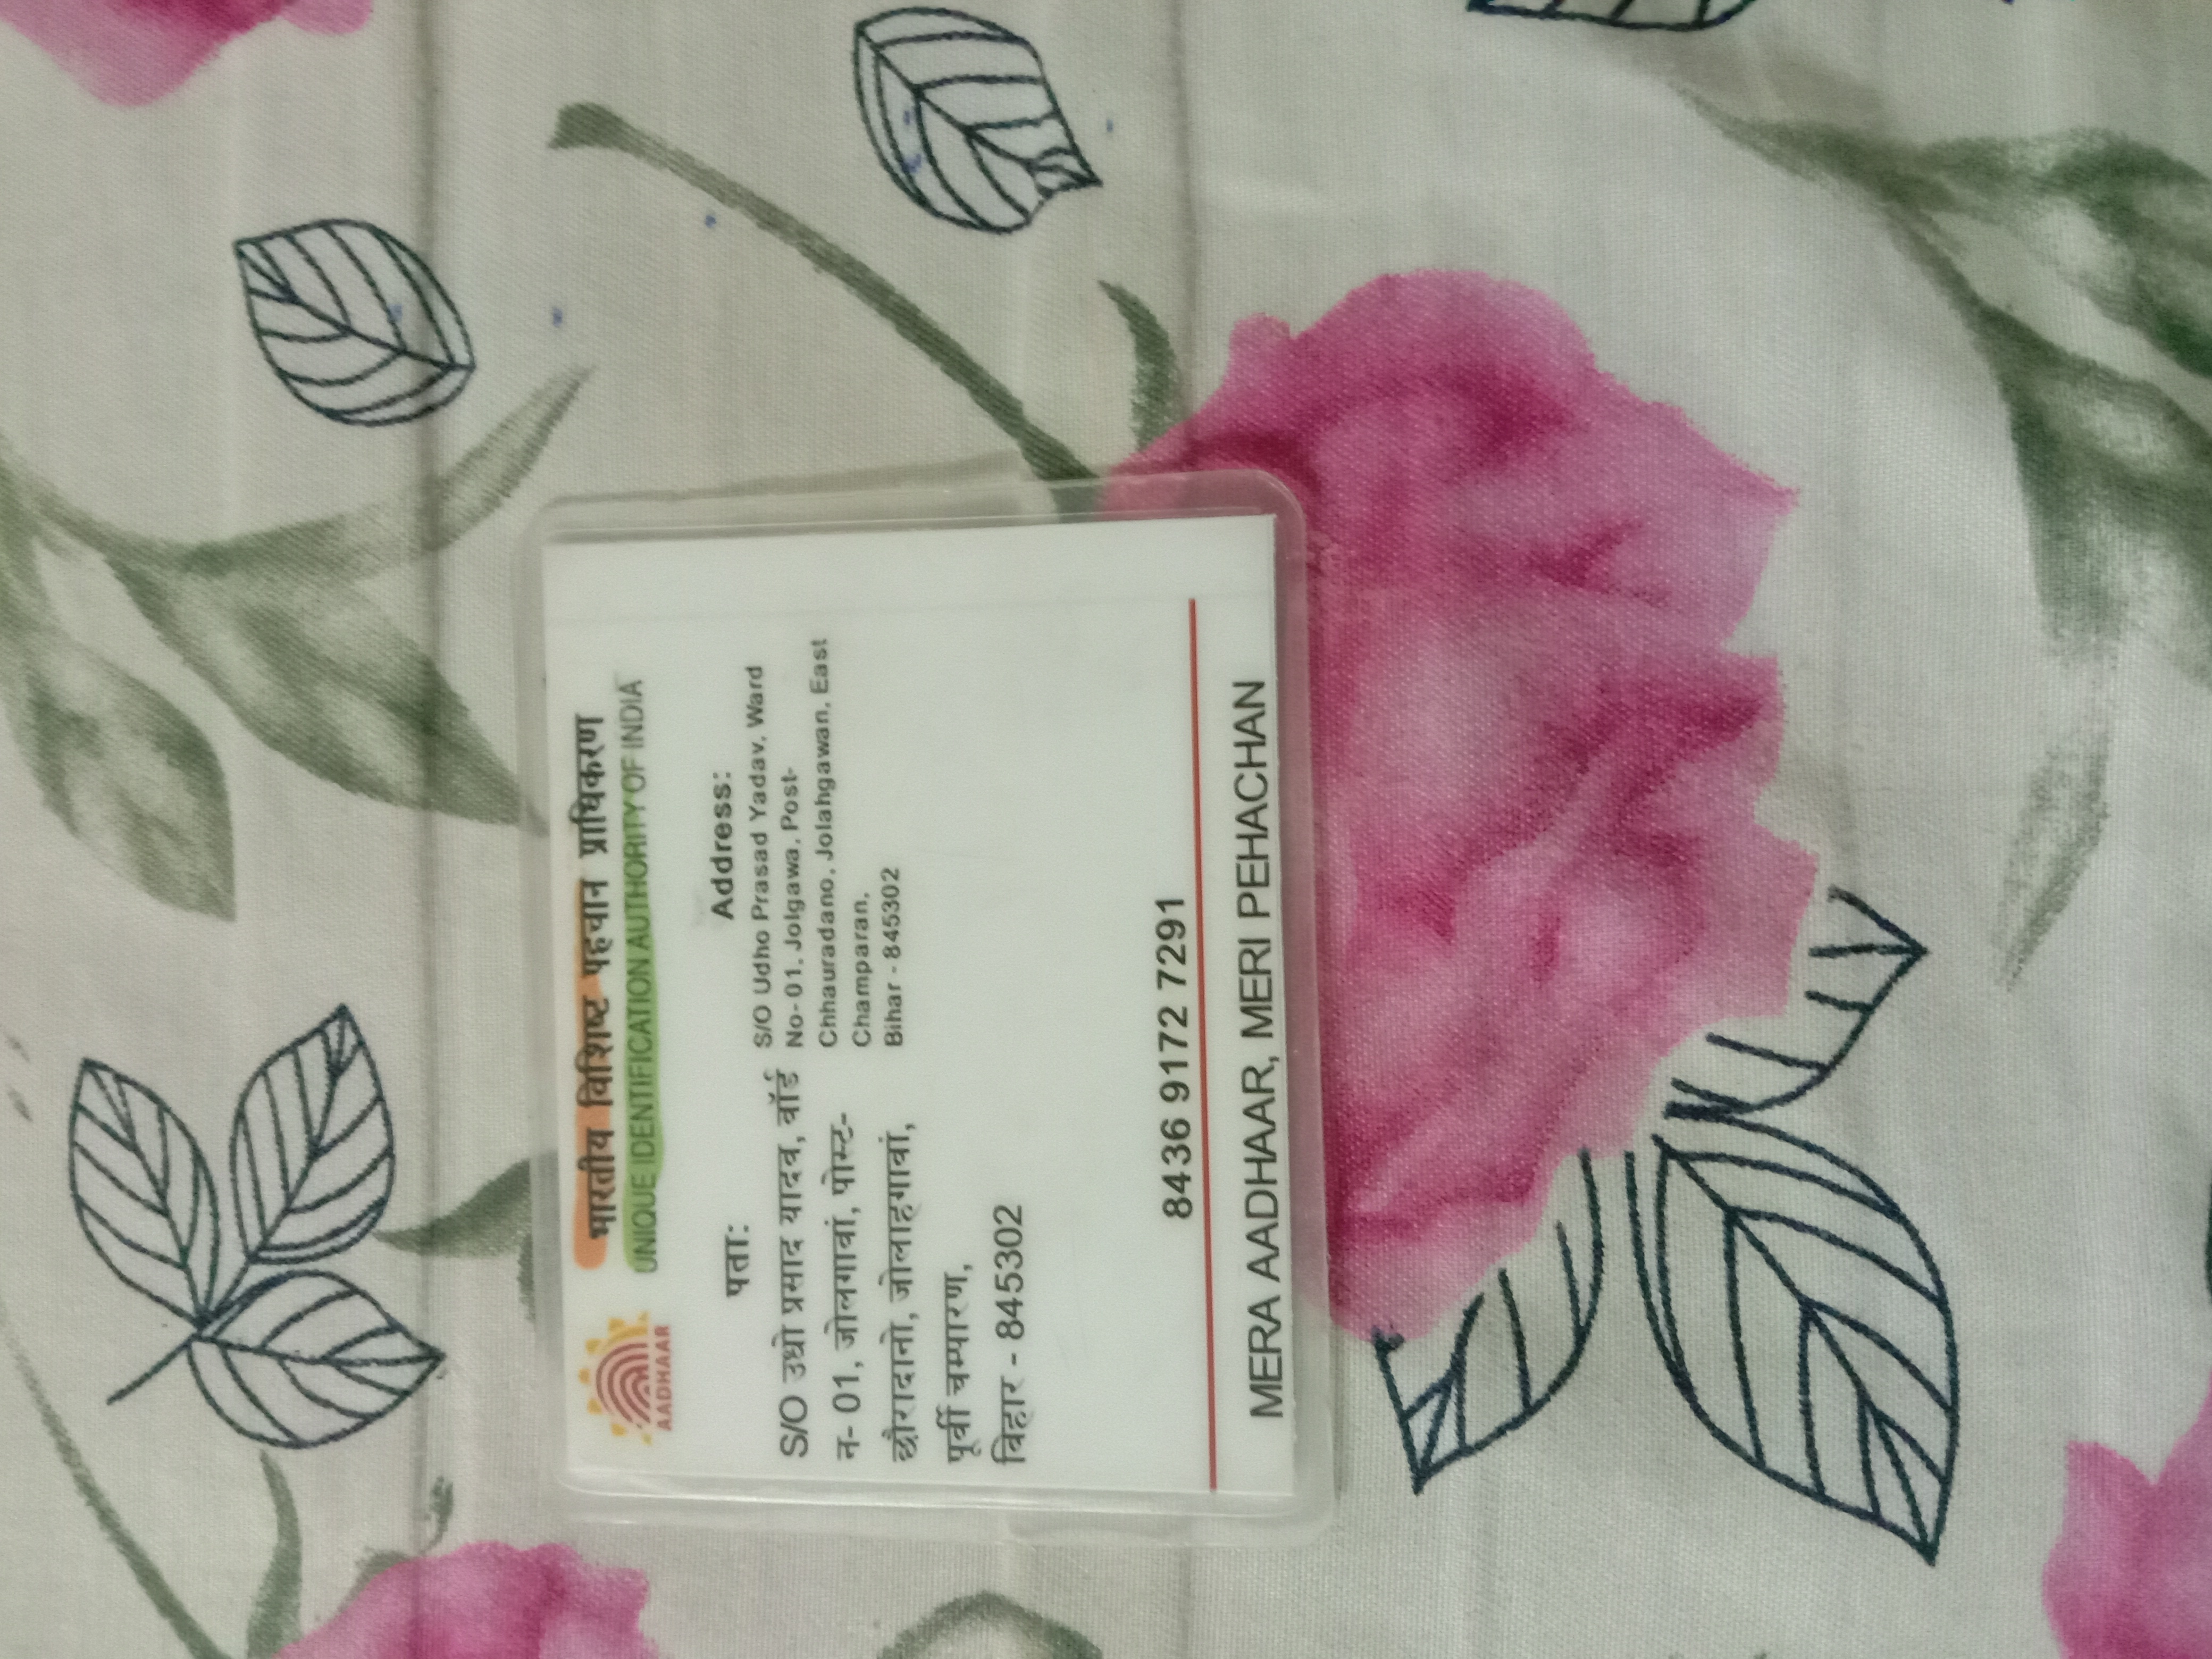 AADHAAR
भारतीय विशिष्ट पहचान प्राधिकरण
UNIQUE IDENTIFICATION AUTHORITY OF INDIA
पता:
S/O उधो प्रसाद यादव, वॉर्ड
न- 01, जोलगावां, पोस्ट-
छौरादानो, जोलाहगावां,
पूर्वी चम्पारण,
विहार - 845302
Address:
S/O Udho Prasad Yadav, Ward
No-01, Jolgawa, Post-
Chhauradano, Jolahgawan, East
Champaran,
Bihar - 845302
8436 9172 7291
MERA AADHAAR, MERI PEHACHAN